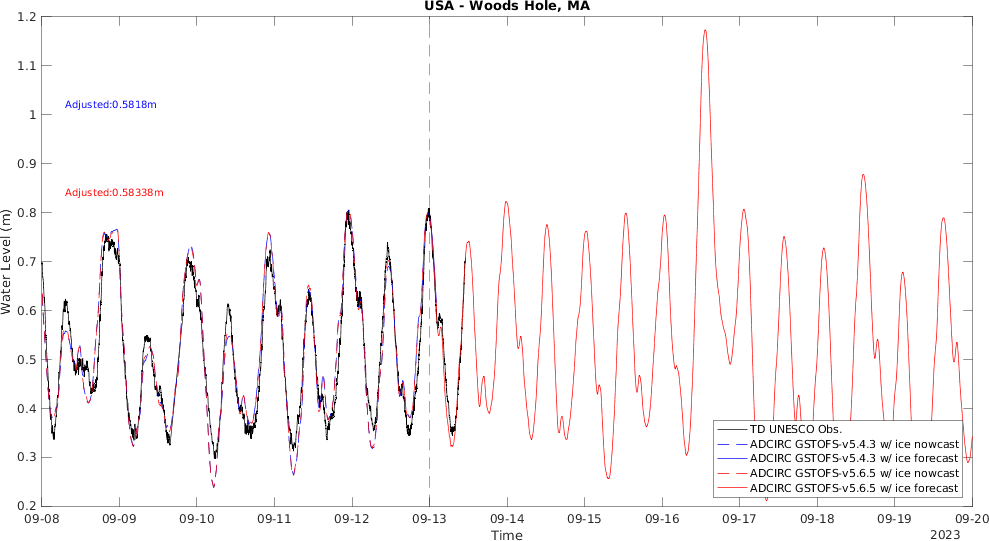 USA - Woods Hole, MA
1.2
1.1
1
0.9
0.8
0.7
0.6
0.5
0.4
0.3
0.2
Water Level (m)
Adjusted:0.5818m
Adjusted:0.58338m
TD UNESCO Obs.
ADCIRC GSTOFS-v5.4.3 w/ ice nowcast
ADCIRC GSTOFS-v5.4.3 w/ ice forecast
ADCIRC GSTOFS-v5.6.5 w/ ice nowcast
ADCIRC GSTOFS-v5.6.5 w/ ice forecast
09-08 09-09 09-10 09-11 09-12 09-13 09-14 09-15 09-16 09-17 09-18 09-19 09-20
Time
2023